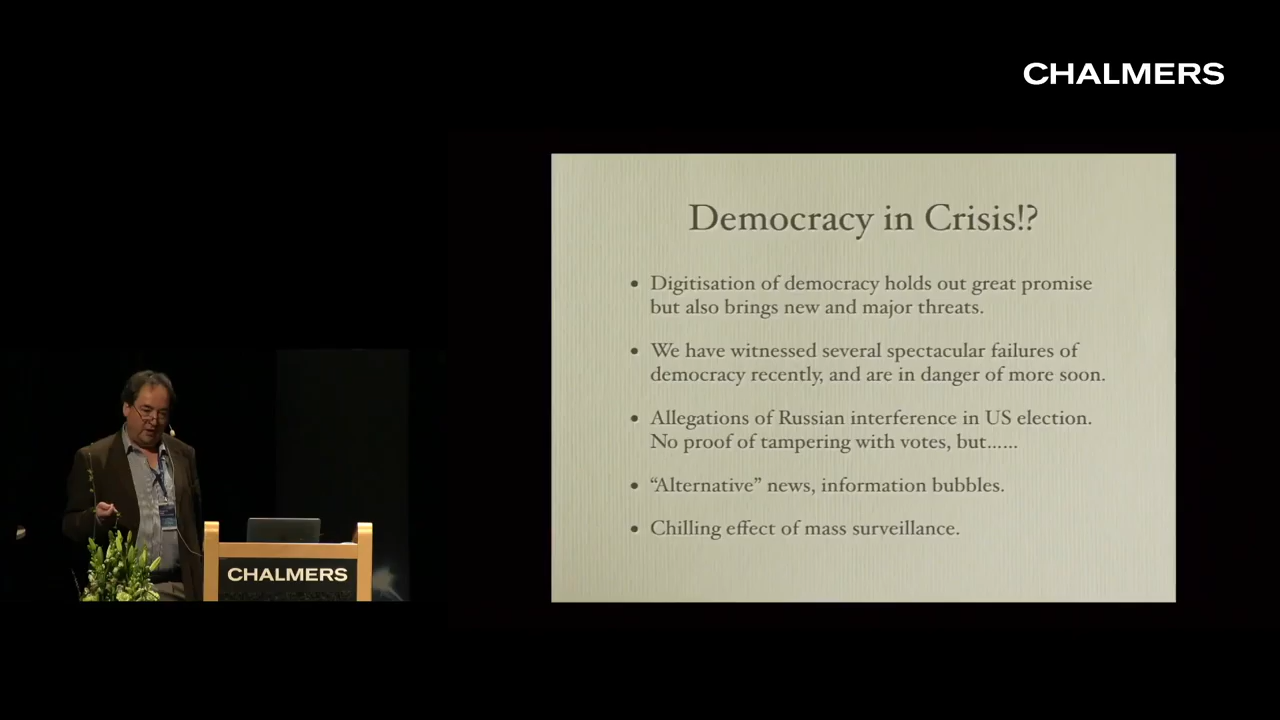 CHALMERS
Democracy in Crisis!?
• Digitisation of democracy holds out great promise
but also brings new and major threats.
• We have witnessed several spectacular failures of
democracy recently, and are in danger of more soon.
• Allegations of Russian interference in US election.
No proof of tampering with votes, but......
• “Alternative” news, information bubbles.
• Chilling effect of mass surveillance.
CHALMERS